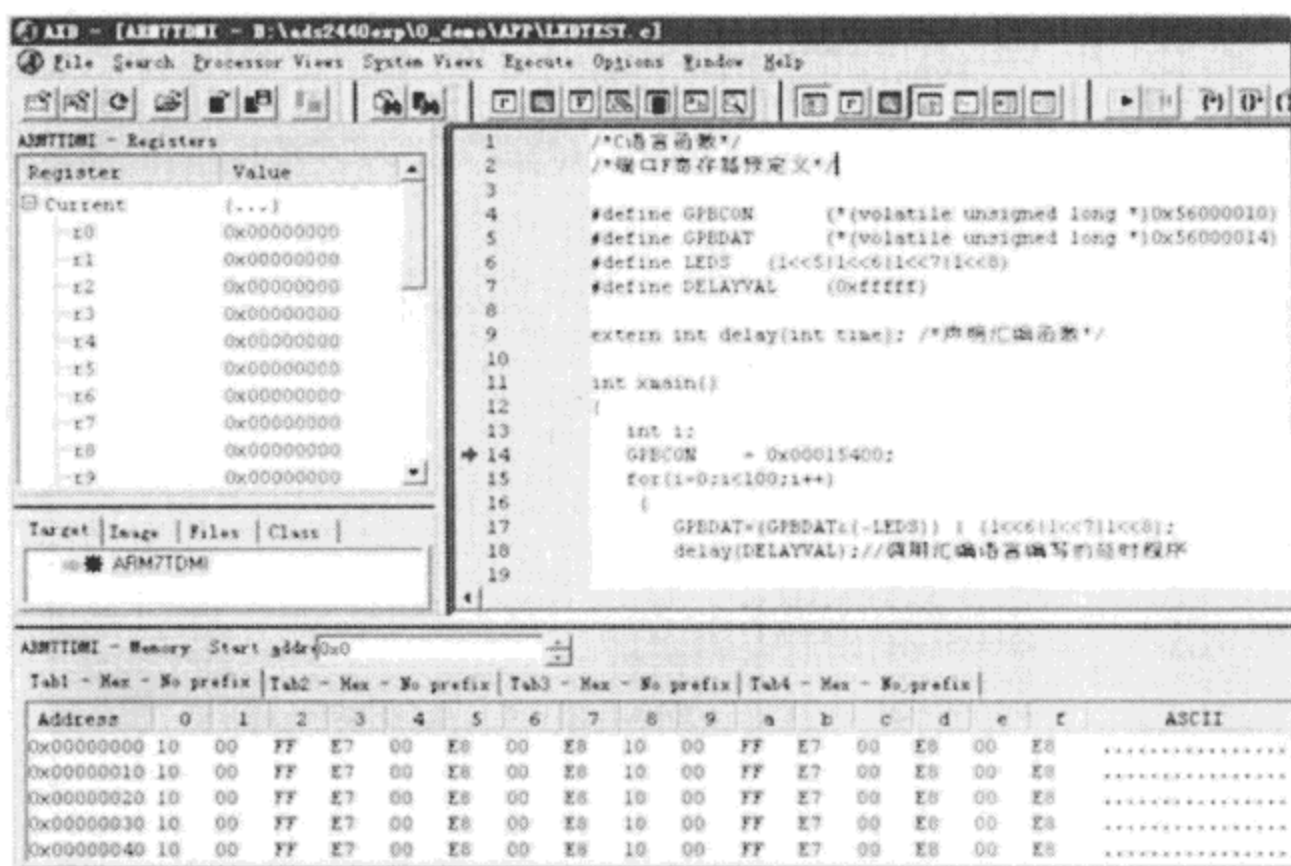 AXD - [ARM7TDMI - D:\ads2440exp\0_demo\APP\LEDTEST.c]
File Search Processor Views System Views Execute Options Window Help
ARM7TDMI - Registers
Register Value
Current {...}
r0 0x00000000
r1 0x00000000
r2 0x00000000
r3 0x00000000
r4 0x00000000
r5 0x00000000
r6 0x00000000
r7 0x00000000
r8 0x00000000
r9 0x00000000
Target Image Files Class
ARM7TDMI
1 /*C语言函数*/
2 /*端口F寄存器预定义*/
3
4 #define GPBCON (*(volatile unsigned long *)0x56000010)
5 #define GPBDAT (*(volatile unsigned long *)0x56000014)
6 #define LEDS (1<<5|1<<6|1<<7|1<<8)
7 #define DELAYVAL (0xfffff)
8
9 extern int delay(int time); /*声明汇编函数*/
10
11 int xmain()
12 {
13 int i;
14 GPBCON = 0x00015400;
15 for(i=0;i<100;i++)
16 {
17 GPBDAT=(GPBDAT&(~LEDS)) | (1<<6|1<<7|1<<8);
18 delay(DELAYVAL);//调用汇编语言编写的延时程序
19
ARM7TDMI - Memory Start addre 0x0
Tab1 - Hex - No prefix Tab2 - Hex - No prefix Tab3 - Hex - No prefix Tab4 - Hex - No prefix
Address 0 1 2 3 4 5 6 7 8 9 a b c d e f ASCII
0x00000000 10 00 FF E7 00 E8 00 E8 10 00 FF E7 00 E8 00 E8 ................
0x00000010 10 00 FF E7 00 E8 00 E8 10 00 FF E7 00 E8 00 E8 ................
0x00000020 10 00 FF E7 00 E8 00 E8 10 00 FF E7 00 E8 00 E8 ................
0x00000030 10 00 FF E7 00 E8 00 E8 10 00 FF E7 00 E8 00 E8 ................
0x00000040 10 00 FF E7 00 E8 00 E8 10 00 FF E7 00 E8 00 E8 ................